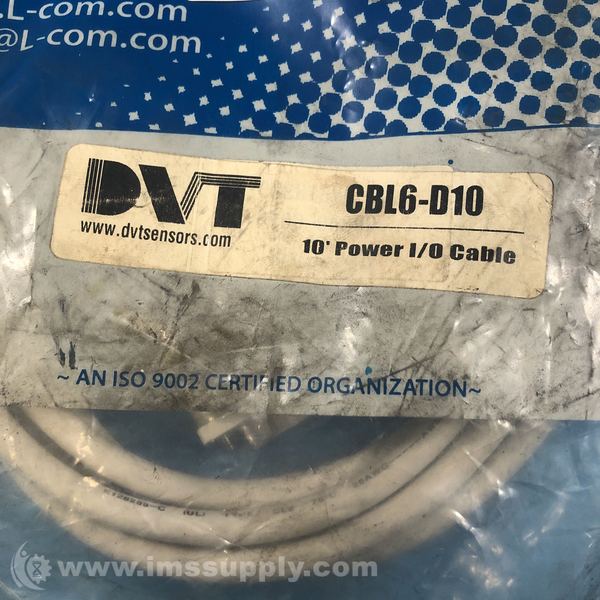 L-com.com
@L-com.com
DVT
www.dvtsensors.com
CBL6-D10
10' Power I/O Cable
~ AN ISO 9002 CERTIFIED ORGANIZATION~
(UL)
www.imssupply.com